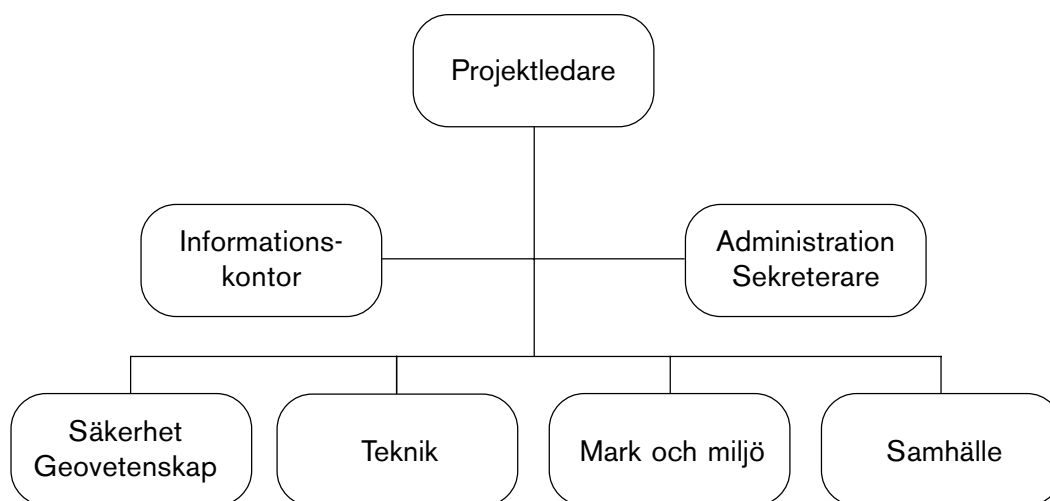 Projektledare
Informations-
kontor
Administration
Sekreterare
Säkerhet
Geovetenskap
Teknik
Mark och miljö
Samhälle